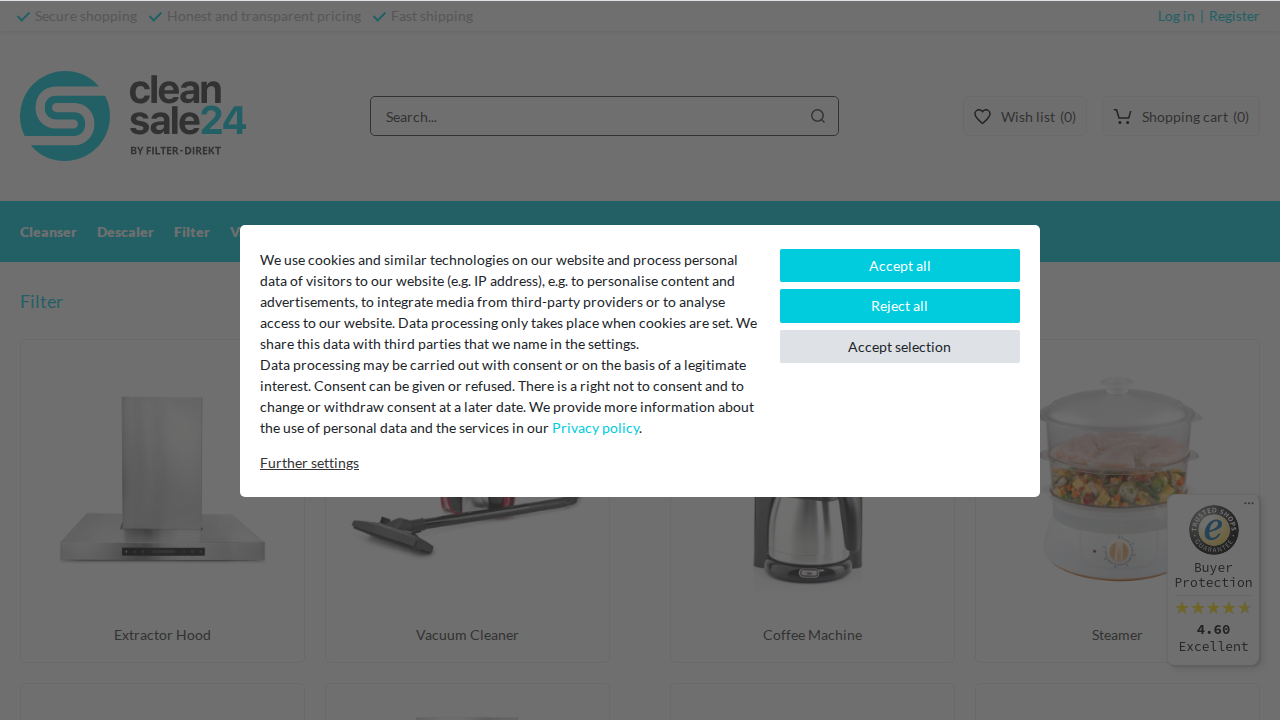 Secure shopping
Honest and transparent pricing
Fast shipping
Log in | Register
clean
sale24
BY FILTER-DIREKT
Search...
Wish list (0)
Shopping cart (0)
Cleanser Descaler Filter
Filter
We use cookies and similar technologies on our website and process personal
data of visitors to our website (e.g. IP address), e.g. to personalise content and
advertisements, to integrate media from third-party providers or to analyse
access to our website. Data processing only takes place when cookies are set. We
share this data with third parties that we name in the settings.
Data processing may be carried out with consent or on the basis of a legitimate
interest. Consent can be given or refused. There is a right not to consent and to
change or withdraw consent at a later date. We provide more information about
the use of personal data and the services in our Privacy policy.
Further settings
Accept all
Reject all
Accept selection
Extractor Hood
Vacuum Cleaner
Coffee Machine
Steamer
TRUSTED SHOPS
GUARANTEE
e
Buyer
Protection
4.60
Excellent